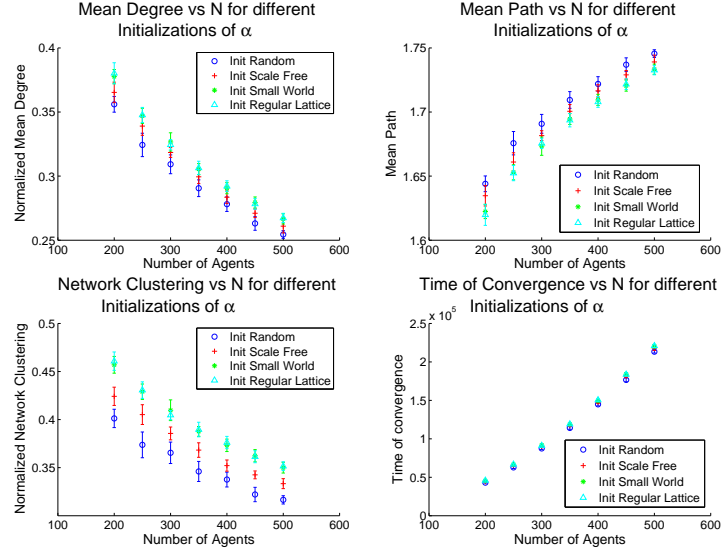 Mean Degree vs N for different
Initializations of α
Normalized Mean Degree
0.4
0.35
0.3
0.25
100 200 300 400 500 600
Number of Agents
Init Random
Init Scale Free
Init Small World
Init Regular Lattice
Mean Path vs N for different
Initializations of α
Mean Path
1.75
1.7
1.65
1.6
100 200 300 400 500 600
Number of Agents
Init Random
Init Scale Free
Init Small World
Init Regular Lattice
Network Clustering vs N for different
Initializations of α
Normalized Network Clustering
0.5
0.45
0.4
0.35
100 200 300 400 500 600
Number of Agents
Init Random
Init Scale Free
Init Small World
Init Regular Lattice
Time of Convergence vs N for different
Initializations of α
x 10^5
Time of convergence
2.5
2
1.5
1
0.5
0
100 200 300 400 500 600
Number of Agents
Init Random
Init Scale Free
Init Small World
Init Regular Lattice